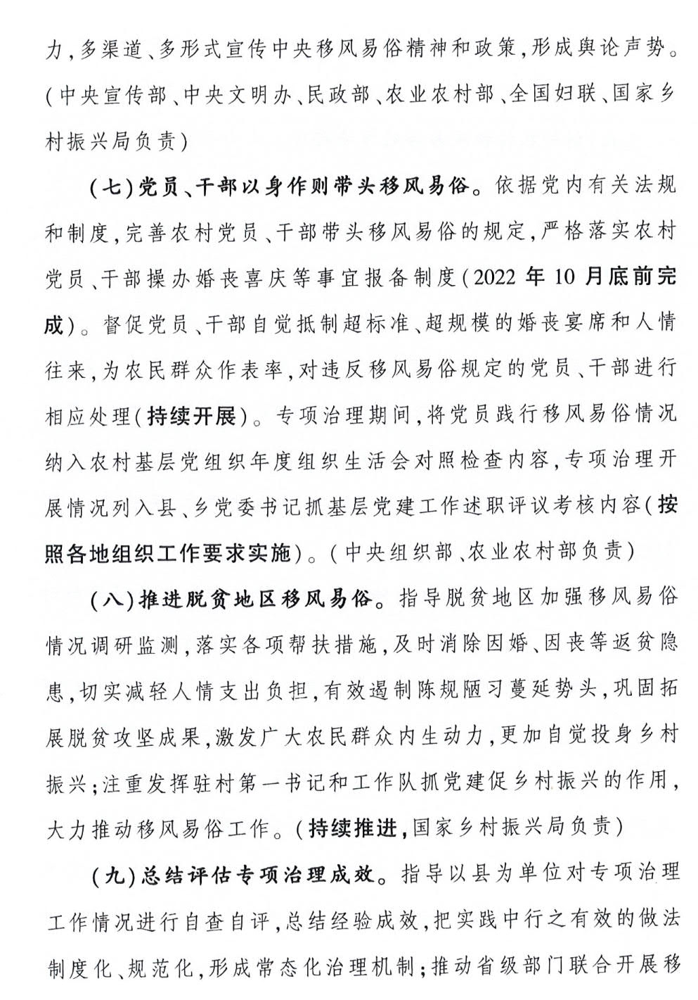 力,多渠道、多形式宣传中央移风易俗精神和政策,形成舆论声势。
(中央宣传部、中央文明办、民政部、农业农村部、全国妇联、国家乡
村振兴局负责)
(七)党员、干部以身作则带头移风易俗。依据党内有关法规
和制度,完善农村党员、干部带头移风易俗的规定,严格落实农村
党员、干部操办婚丧喜庆等事宜报备制度(2022 年 10 月底前完
成)。督促党员、干部自觉抵制超标准、超规模的婚丧宴席和人情
往来,为农民群众作表率,对违反移风易俗规定的党员、干部进行
相应处理(持续开展)。专项治理期间,将党员践行移风易俗情况
纳入农村基层党组织年度组织生活会对照检查内容,专项治理开
展情况列入县、乡党委书记抓基层党建工作述职评议考核内容(按
照各地组织工作要求实施)。(中央组织部、农业农村部负责)
(八)推进脱贫地区移风易俗。指导脱贫地区加强移风易俗
情况调研监测,落实各项帮扶措施,及时消除因婚、因丧等返贫隐
患,切实减轻人情支出负担,有效遏制陈规陋习蔓延势头,巩固拓
展脱贫攻坚成果,激发广大农民群众内生动力,更加自觉投身乡村
振兴;注重发挥驻村第一书记和工作队抓党建促乡村振兴的作用,
大力推动移风易俗工作。(持续推进,国家乡村振兴局负责)
(九)总结评估专项治理成效。指导以县为单位对专项治理
工作情况进行自查自评,总结经验成效,把实践中行之有效的做法
制度化、规范化,形成常态化治理机制;推动省级部门联合开展移